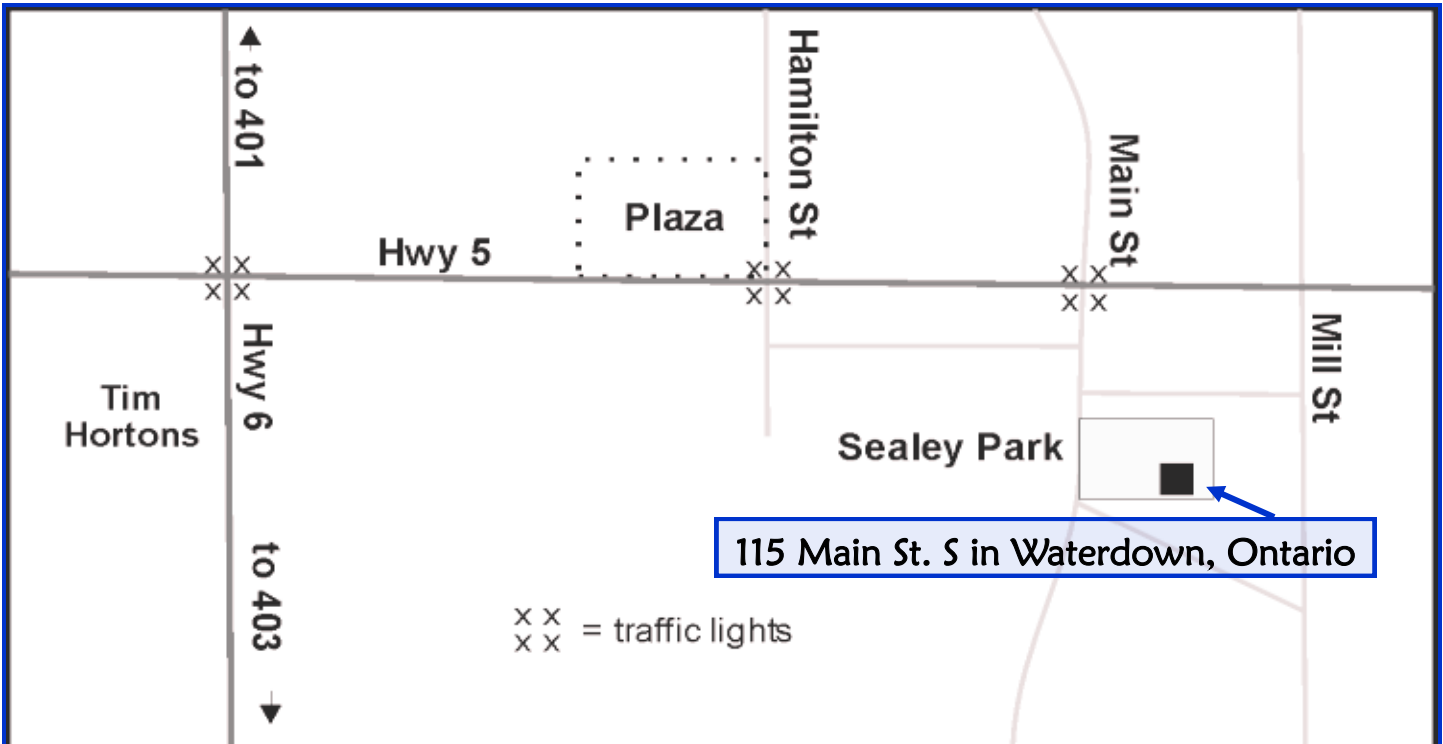 to 401
Hamilton St
Main St
Plaza
Hwy 5
x x
x x
x x
x x
x x
x x
Hwy 6
Mill St
Tim
Hortons
Sealey Park
115 Main St. S in Waterdown, Ontario
to 403
x x
x x
= traffic lights